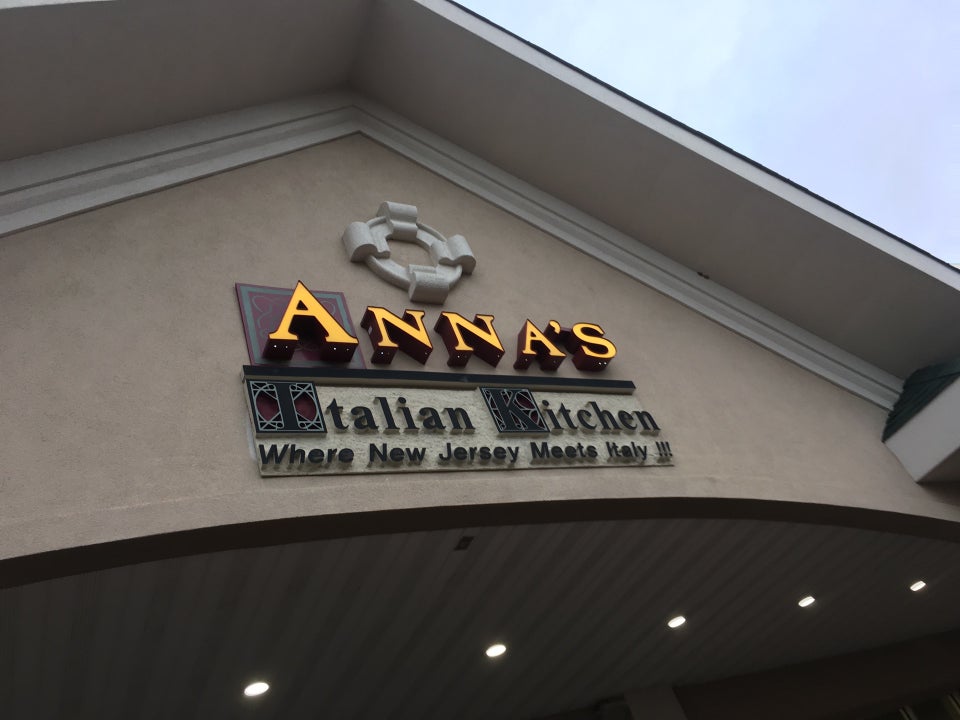 ANNA'S
Italian Kitchen
Where New Jersey Meets Italy !!!